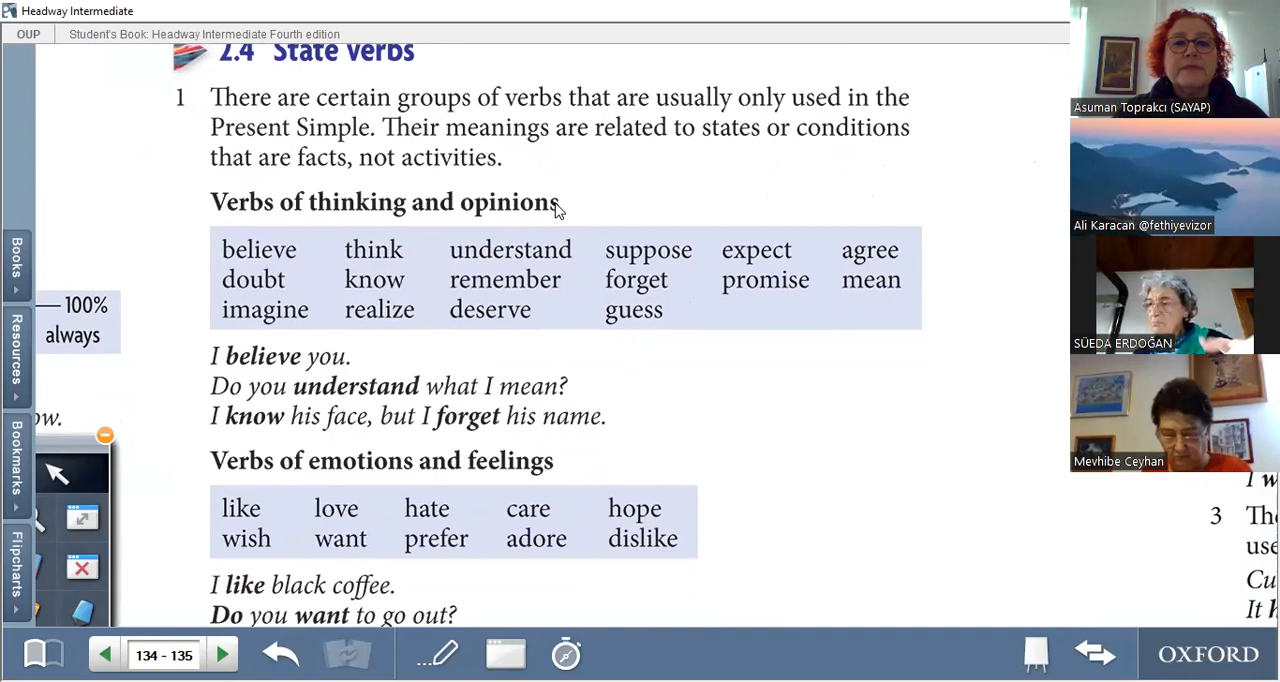 Headway Intermediate
OUP
Student's Book: Headway Intermediate Fourth edition
2.4 State verbs
1 There are certain groups of verbs that are usually only used in the
Present Simple. Their meanings are related to states or conditions
that are facts, not activities.
Verbs of thinking and opinions
believe think understand suppose expect agree
doubt know remember forget promise mean
imagine realize deserve guess
I believe you.
Do you understand what I mean?
I know his face, but I forget his name.
Verbs of emotions and feelings
like love hate care hope
wish want prefer adore dislike
I like black coffee.
Do you want to go out?
100%
always
ow.
Books
Resources
Bookmarks
Flipcharts
Asuman Toprakcı (SAYAP)
Ali Karacan @fethiyevizor
SÜEDA ERDOĞAN
Mevhibe Ceyhan
I w
3 The
use
Cu
It h
134 - 135
OXFORD